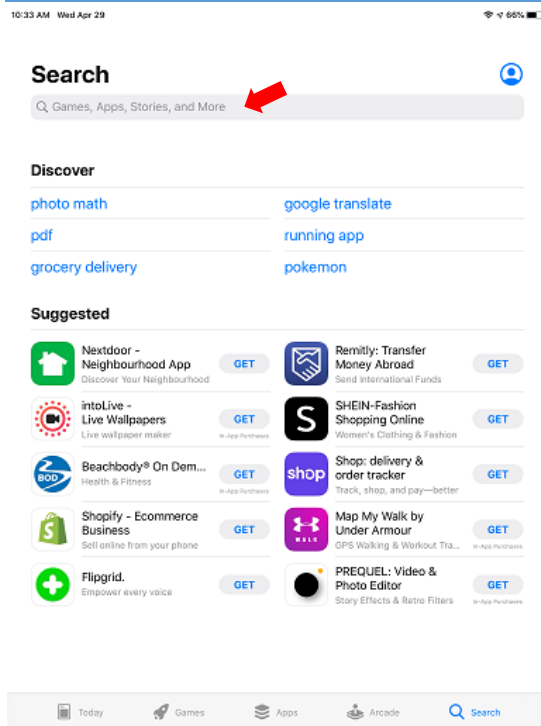 10:33 AM Wed Apr 29
66%
Search
Games, Apps, Stories, and More
Discover
photo math
google translate
pdf
running app
grocery delivery
pokemon
Suggested
Nextdoor -
Neighbourhood App
Discover Your Neighbourhood
GET
Remitly: Transfer
Money Abroad
Send International Funds
GET
intoLive -
Live Wallpapers
Live wallpaper maker
GET
In-App Purchases
S
SHEIN-Fashion
Shopping Online
Women's Clothing & Fashion
GET
BOD
Beachbody® On Dem...
Health & Fitness
GET
In-App Purchases
shop
Shop: delivery &
order tracker
Track, shop, and pay—better
GET
S
Shopify - Ecommerce
Business
Sell online from your phone
GET
WALK
Map My Walk by
Under Armour
GPS Walking & Workout Tra...
GET
In-App Purchases
Flipgrid.
Empower every voice
GET
PREQUEL: Video &
Photo Editor
Story Effects & Retro Filters
GET
In-App Purchases
Today
Games
Apps
Arcade
Search